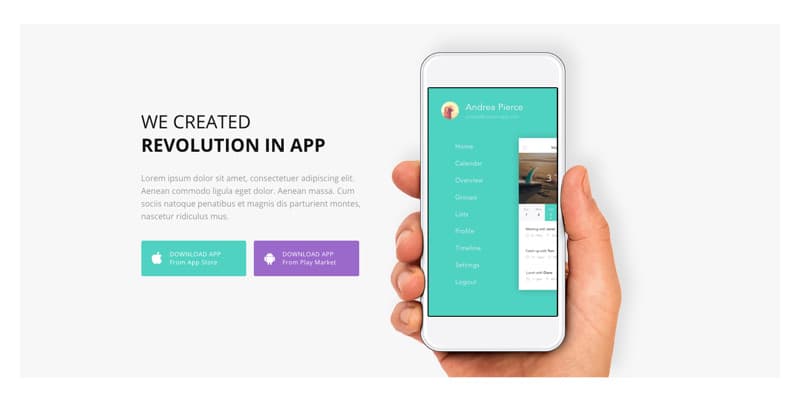 WE CREATED
REVOLUTION IN APP
Lorem ipsum dolor sit amet, consectetuer adipiscing elit.
Aenean commodo ligula eget dolor. Aenean massa. Cum
sociis natoque penatibus et magnis dis parturient montes,
nascetur ridiculus mus.
DOWNLOAD APP
From App Store
DOWNLOAD APP
From Play Market
Andrea Pierce
Home
Calendar
Overview
Groups
Lists
Profile
Timeline
Settings
Logout